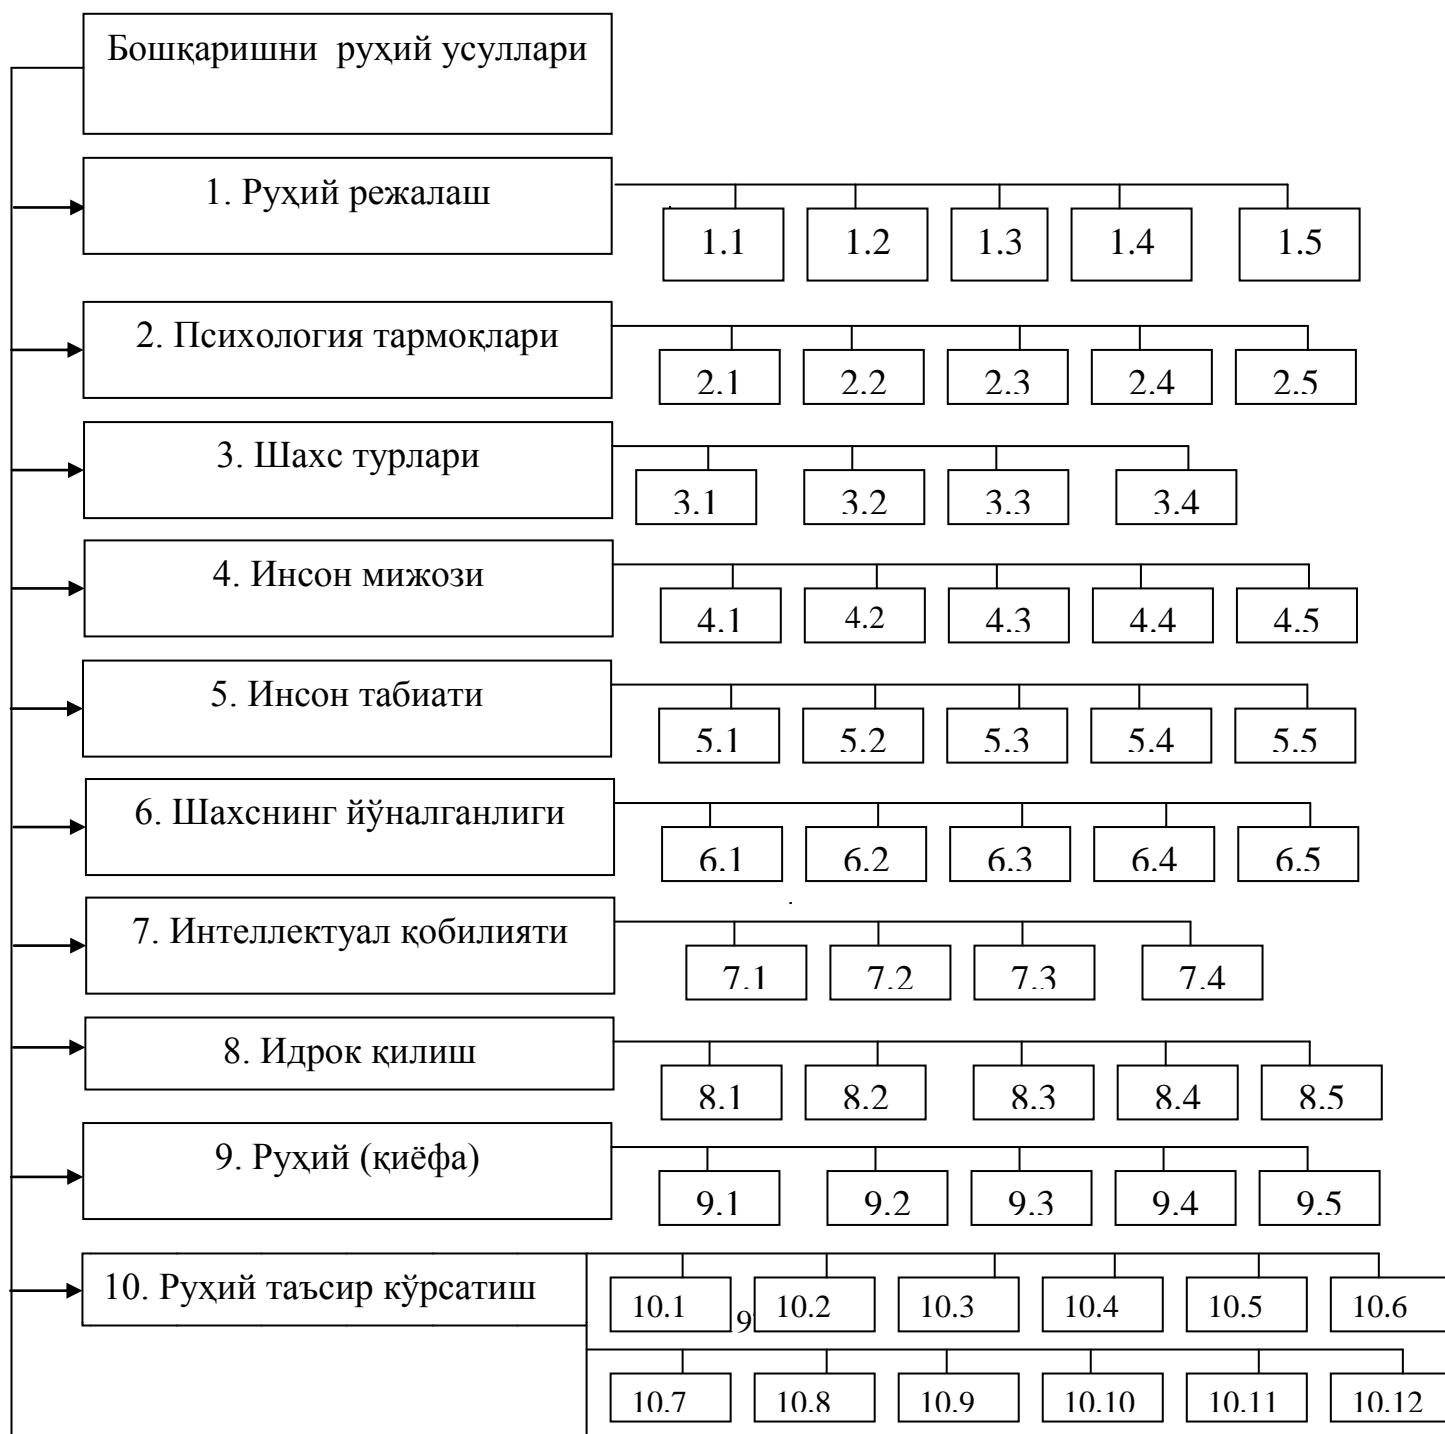 Бошқаришни руҳий усуллари
1. Руҳий режалаш
1.1 1.2 1.3 1.4 1.5
2. Психология тармоқлари
2.1 2.2 2.3 2.4 2.5
3. Шахс турлари
3.1 3.2 3.3 3.4
4. Инсон мижози
4.1 4.2 4.3 4.4 4.5
5. Инсон табиати
5.1 5.2 5.3 5.4 5.5
6. Шахснинг йўналганлиги
6.1 6.2 6.3 6.4 6.5
7. Интеллектуал қобилияти
7.1 7.2 7.3 7.4
8. Идрок қилиш
8.1 8.2 8.3 8.4 8.5
9. Руҳий (қиёфа)
9.1 9.2 9.3 9.4 9.5
10. Руҳий таъсир кўрсатиш
10.1 10.2 10.3 10.4 10.5 10.6
10.7 10.8 10.9 10.10 10.11 10.12